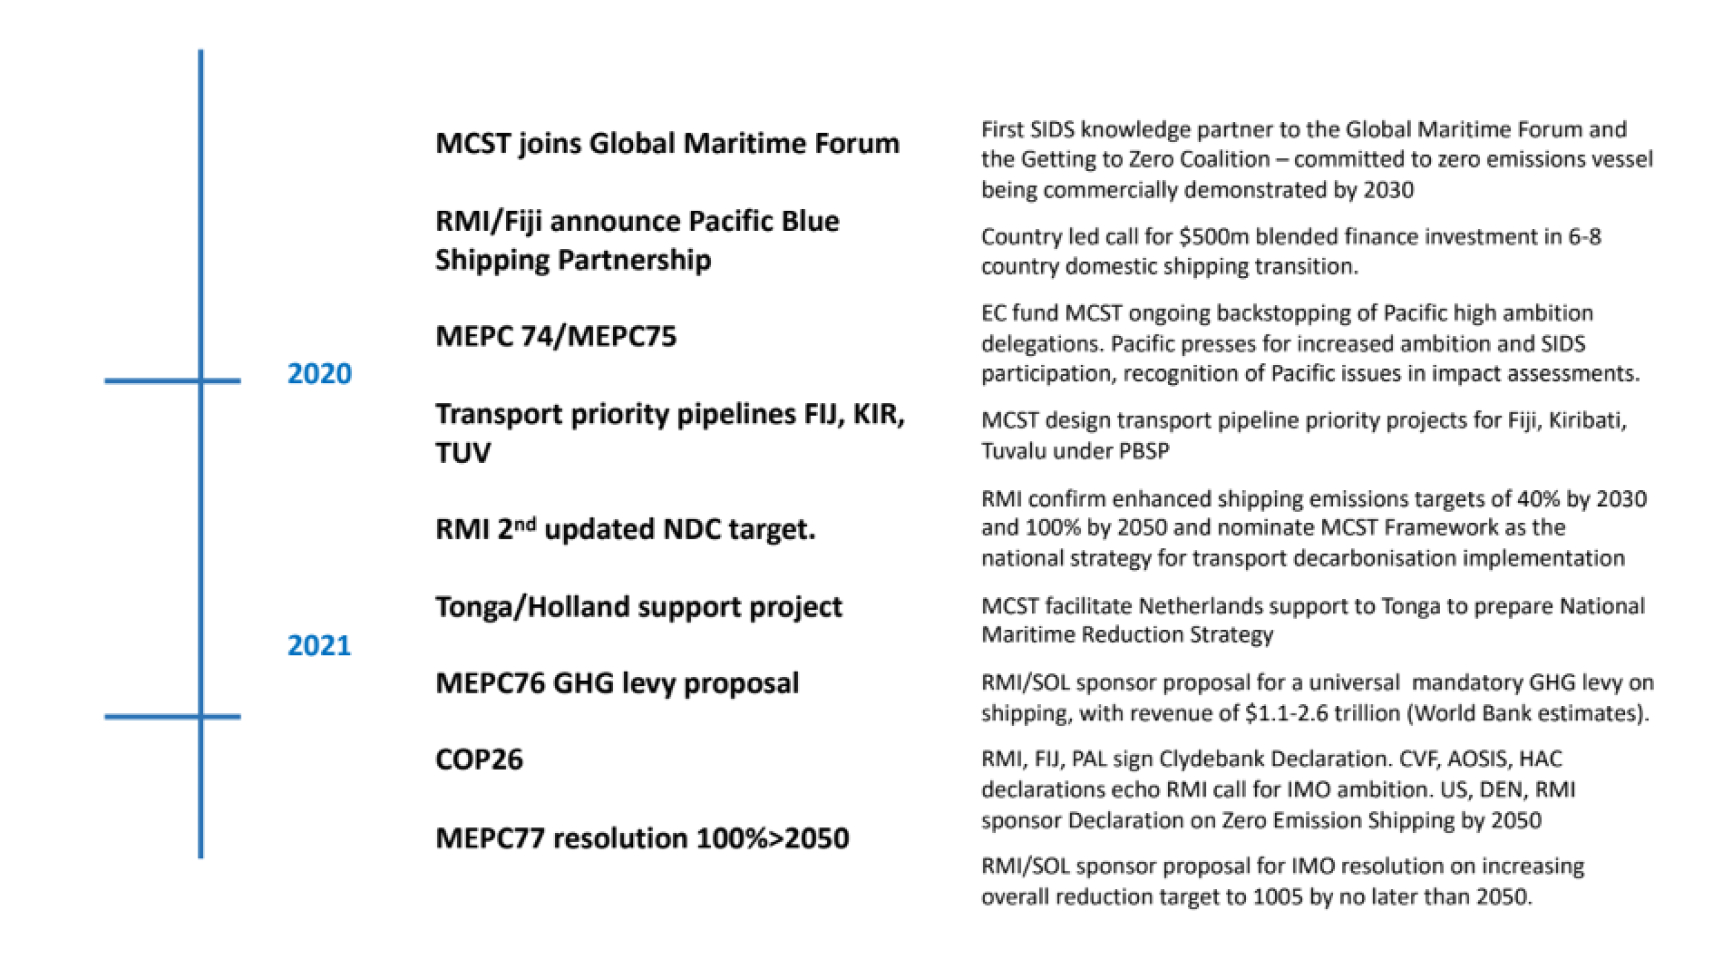 MCST joins Global Maritime Forum
First SIDS knowledge partner to the Global Maritime Forum and
the Getting to Zero Coalition – committed to zero emissions vessel
being commercially demonstrated by 2030
RMI/Fiji announce Pacific Blue
Shipping Partnership
Country led call for $500m blended finance investment in 6-8
country domestic shipping transition.
MEPC 74/MEPC75
EC fund MCST ongoing backstopping of Pacific high ambition
delegations. Pacific presses for increased ambition and SIDS
participation, recognition of Pacific issues in impact assessments.
2020
Transport priority pipelines FIJ, KIR,
TUV
MCST design transport pipeline priority projects for Fiji, Kiribati,
Tuvalu under PBSP
RMI 2nd updated NDC target.
RMI confirm enhanced shipping emissions targets of 40% by 2030
and 100% by 2050 and nominate MCST Framework as the
national strategy for transport decarbonisation implementation
Tonga/Holland support project
MCST facilitate Netherlands support to Tonga to prepare National
Maritime Reduction Strategy
2021
MEPC76 GHG levy proposal
RMI/SOL sponsor proposal for a universal  mandatory GHG levy on
shipping, with revenue of $1.1-2.6 trillion (World Bank estimates).
COP26
RMI, FIJ, PAL sign Clydebank Declaration. CVF, AOSIS, HAC
declarations echo RMI call for IMO ambition. US, DEN, RMI
sponsor Declaration on Zero Emission Shipping by 2050
MEPC77 resolution 100%>2050
RMI/SOL sponsor proposal for IMO resolution on increasing
overall reduction target to 1005 by no later than 2050.